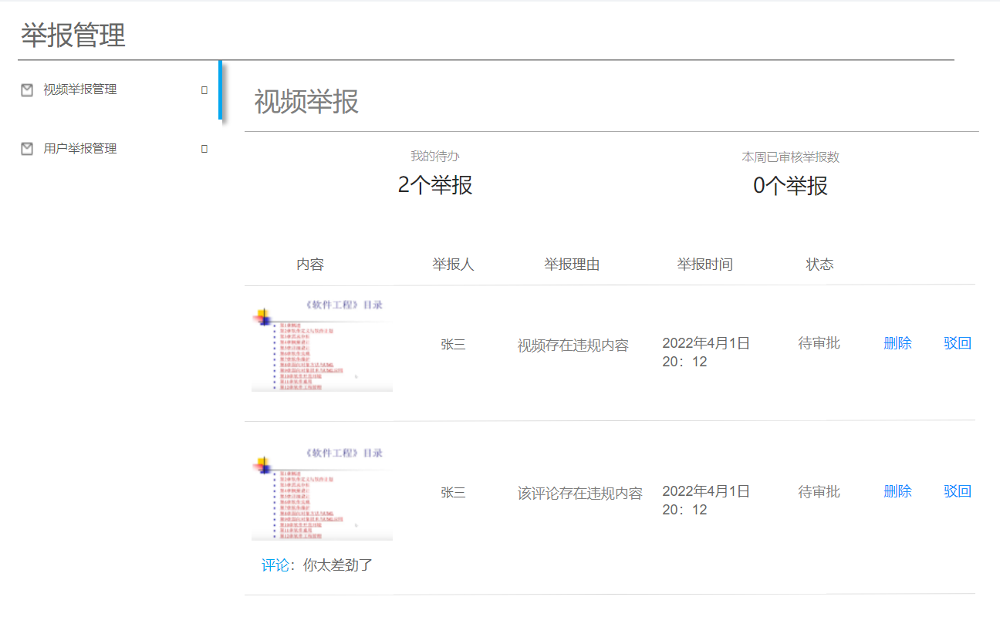 举报管理
视频举报管理
用户举报管理
视频举报
我的待办
2个举报
本周已审核举报数
0个举报
内容 举报人 举报理由 举报时间 状态
《软件工程》目录
张三 视频存在违规内容 2022年4月1日 待审批 删除 驳回
20：12
《软件工程》目录
张三 该评论存在违规内容 2022年4月1日 待审批 删除 驳回
20：12
评论：你太差劲了